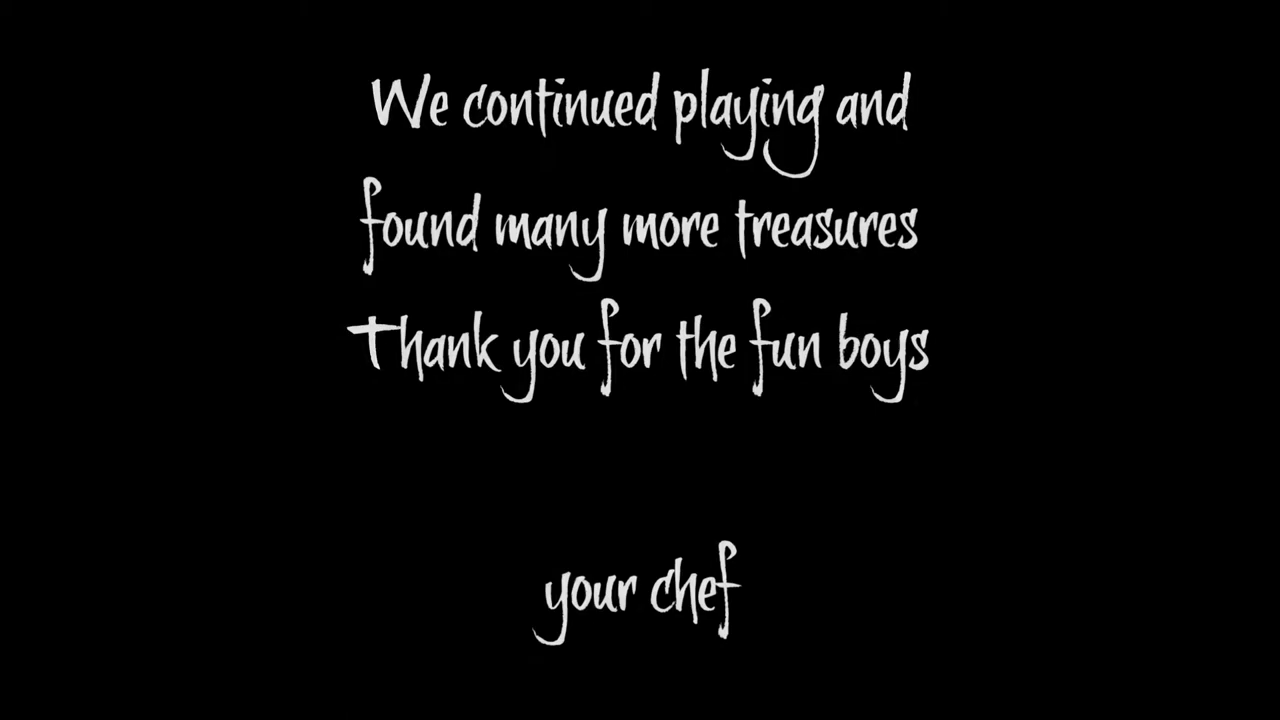 We continued playing and
found many more treasures
Thank you for the fun boys
your chef